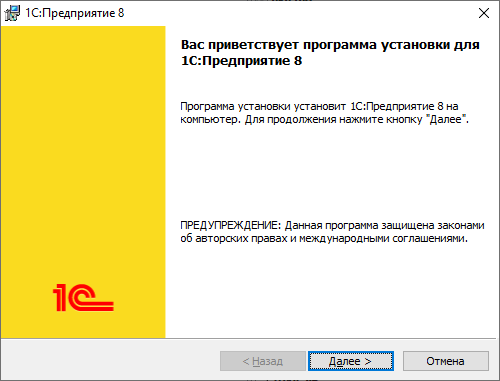 1С:Предприятие 8
Вас приветствует программа установки для
1С:Предприятие 8
Программа установки установит 1С:Предприятие 8 на
компьютер. Для продолжения нажмите кнопку "Далее".
ПРЕДУПРЕЖДЕНИЕ: Данная программа защищена законами
об авторских правах и международными соглашениями.
1С
< Назад
Далее >
Отмена